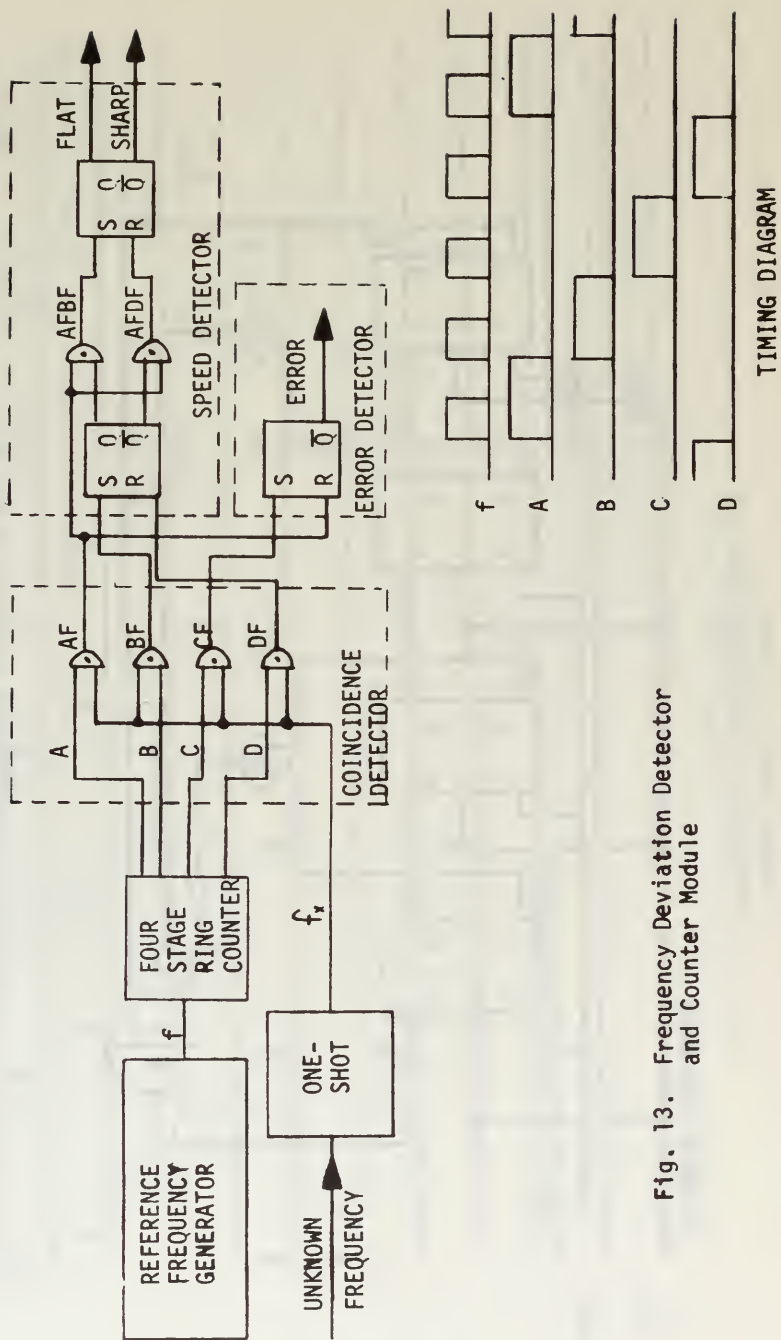 REFERENCE
FREQUENCY
GENERATOR
f
FOUR
STAGE
RING
COUNTER
UNKNOWN
FREQUENCY
ONE-
SHOT
fx
A
B
C
D
AF
BF
CF
DF
COINCIDENCE
DETECTOR
S Q
R Q̅
AFBF
AFDF
S Q
R Q̅
FLAT
SHARP
SPEED DETECTOR
S
R Q̅
ERROR
ERROR DETECTOR
f
A
B
C
D
TIMING DIAGRAM
Fig. 13. Frequency Deviation Detector
and Counter Module